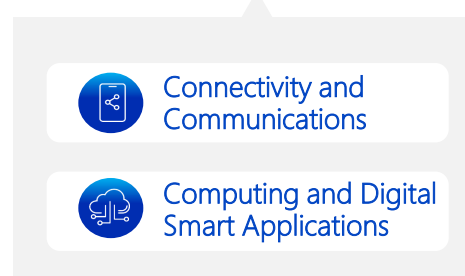 Connectivity and
Communications
Computing and Digital
Smart Applications